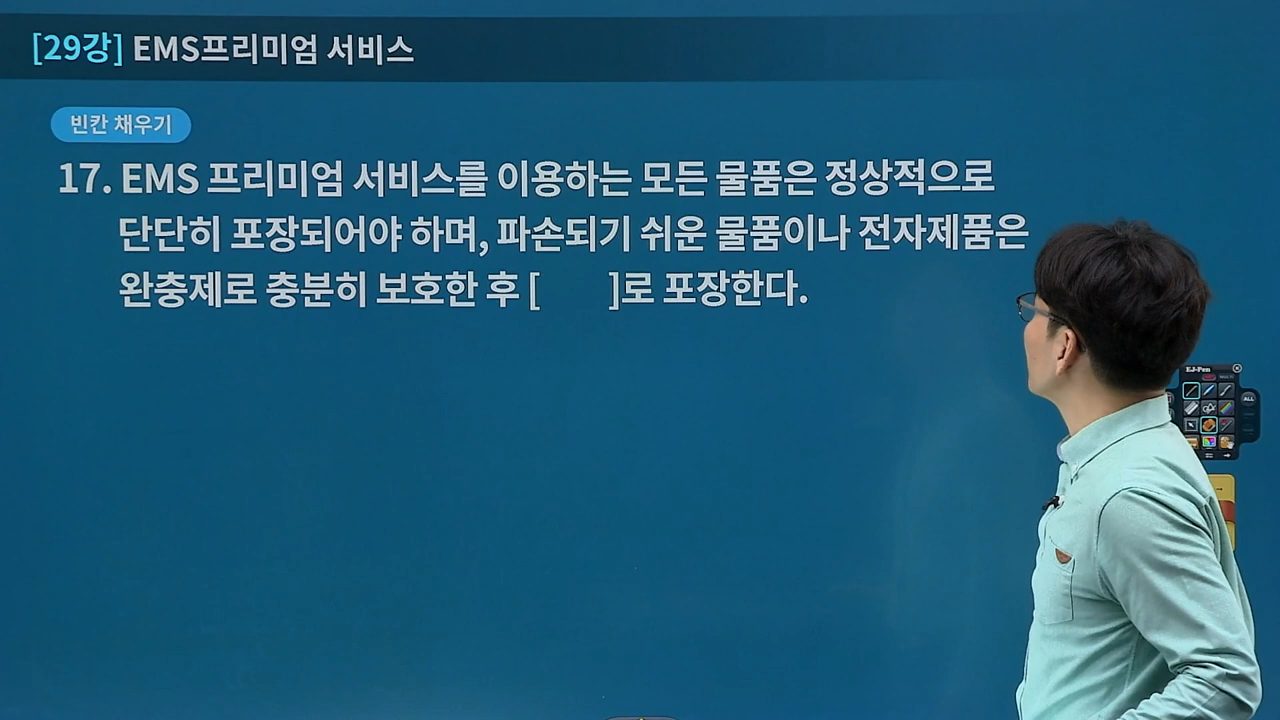 [29강] EMS프리미엄 서비스
빈칸 채우기
17. EMS 프리미엄 서비스를 이용하는 모든 물품은 정상적으로
단단히 포장되어야 하며, 파손되기 쉬운 물품이나 전자제품은
완충제로 충분히 보호한 후 [ ]로 포장한다.
EJ-Pen
ALL